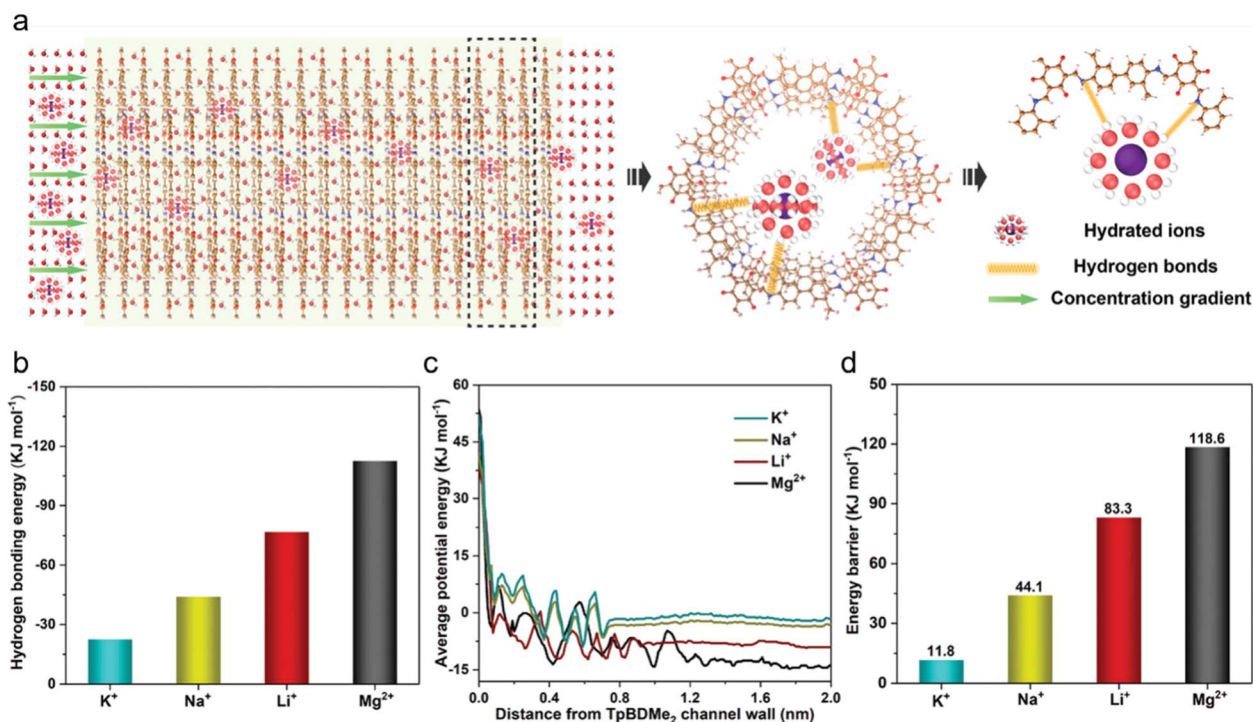 a
Hydrated ions
Hydrogen bonds
Concentration gradient
b
Hydrogen bonding energy (KJ mol⁻¹)
-150
-120
-90
-60
-30
0
K⁺
Na⁺
Li⁺
Mg²⁺
c
Average potential energy (KJ mol⁻¹)
60
45
30
15
0
-15
K⁺
Na⁺
Li⁺
Mg²⁺
0.0
0.4
0.8
1.2
1.6
2.0
Distance from TpBDMe₂ channel wall (nm)
d
Energy barrier (KJ mol⁻¹)
50
120
90
60
30
0
11.8
44.1
83.3
118.6
K⁺
Na⁺
Li⁺
Mg²⁺